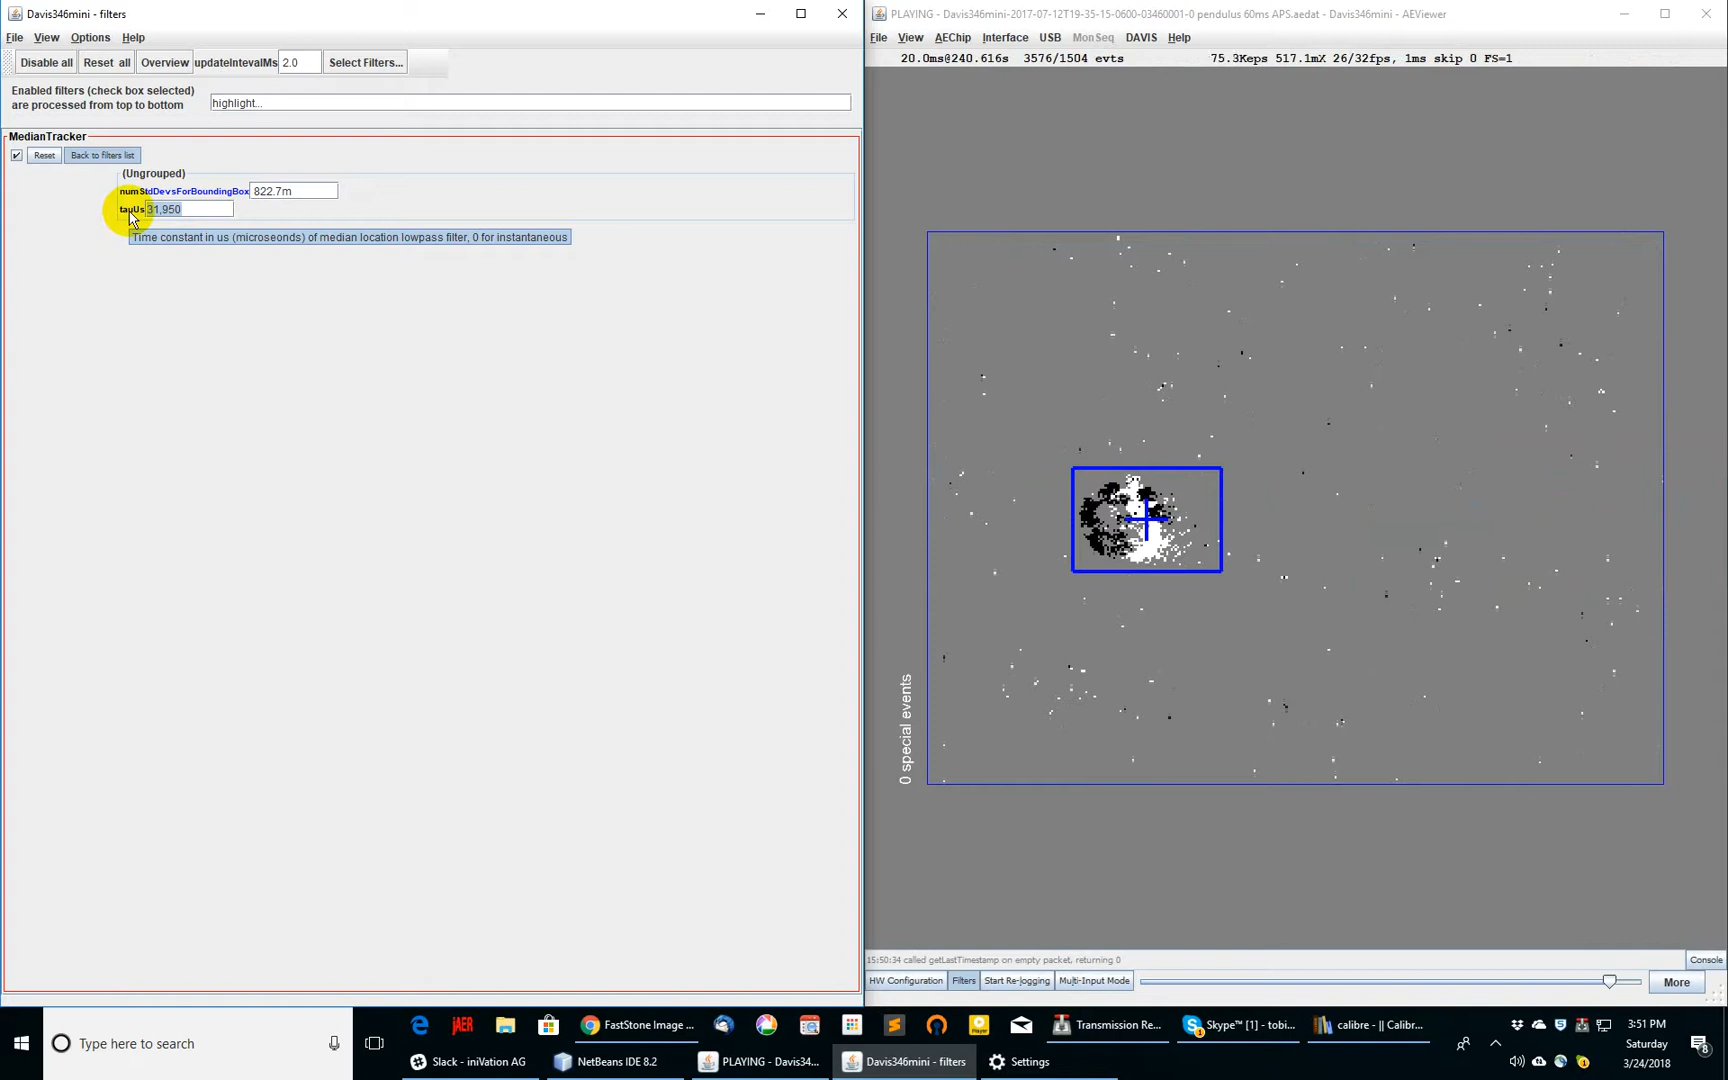 Davis346mini - filters
File View Options Help
Disable all Reset all Overview updateIntevalMs 2.0 Select Filters...
Enabled filters (check box selected)
are processed from top to bottom
highlight...
MedianTracker
Reset Back to filters list
(Ungrouped)
numStdDevsForBoundingBox 822.7m
tauUs 31,950
Time constant in us (microseonds) of median location lowpass filter, 0 for instantaneous
PLAYING - Davis346mini-2017-07-12T19-35-15-0600-03460001-0 pendulus 60ms APS.aedat - Davis346mini - AEViewer
File View AEChip Interface USB MonSeq DAVIS Help
20.0ms@240.616s 3576/1504 evts 75.3Keps 517.1mX 26/32fps, 1ms skip 0 FS=1
0 special events
15:50:34 called getLastTimestamp on empty packet, returning 0
Console
HW Configuration Filters Start Re-logging Multi-Input Mode More
Type here to search
JAER
FastStone Image ...
Player
Transmission Re...
Skype™ [1] - tobi...
calibre - || Calibr...
Slack - iniVation AG
NetBeans IDE 8.2
PLAYING - Davis34...
Davis346mini - filters
Settings
3:51 PM
Saturday
3/24/2018
8